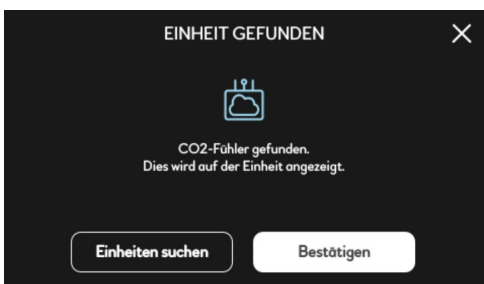 EINHEIT GEFUNDEN
CO2-Fühler gefunden.
Dies wird auf der Einheit angezeigt.
Einheiten suchen
Bestätigen